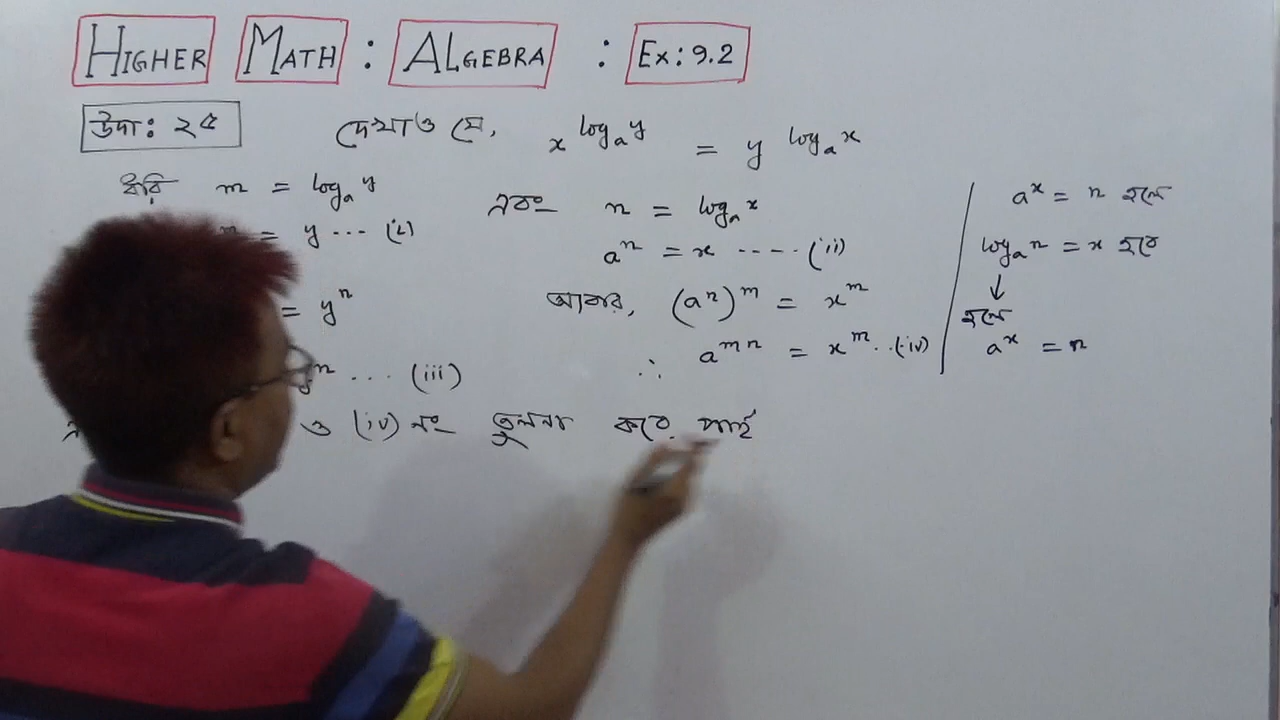 HIGHER MATH : ALGEBRA : Ex: 9.2
উদা: ২৫ দেখাও যে, x^{log_a y} = y^{log_a x}
ধরি m = log_a y এবং n = log_a x
m = y ... (i) a^n = x ..... (ii)
= y^n আবার, (a^n)^m = x^m
y^n ... (iii) ∴ a^{mn} = x^m ..(iv)
ও (iv) নং তুলনা করে পাই
a^x = n হলে
log_a n = x হবে
↓
হলে
a^x = n